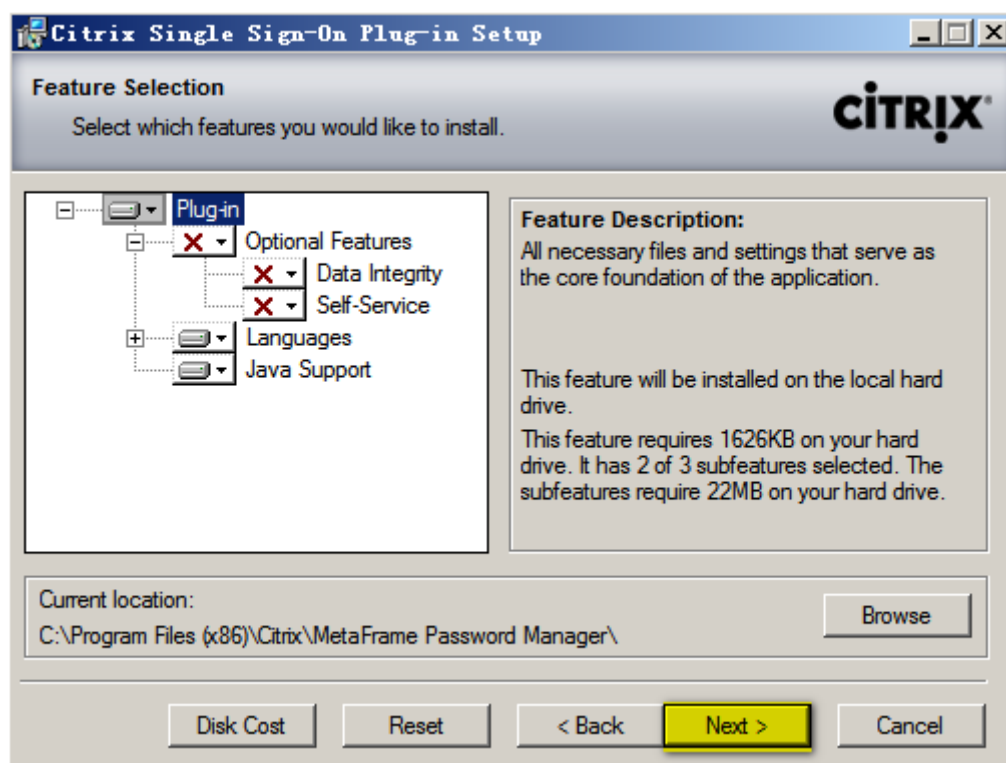 Citrix Single Sign-On Plug-in Setup
Feature Selection
Select which features you would like to install.
CİTRIX
Plug-in
Optional Features
Data Integrity
Self-Service
Languages
Java Support
Feature Description:
All necessary files and settings that serve as
the core foundation of the application.
This feature will be installed on the local hard
drive.
This feature requires 1626KB on your hard
drive. It has 2 of 3 subfeatures selected. The
subfeatures require 22MB on your hard drive.
Current location:
C:\Program Files (x86)\Citrix\MetaFrame Password Manager\
Browse
Disk Cost
Reset
< Back
Next >
Cancel